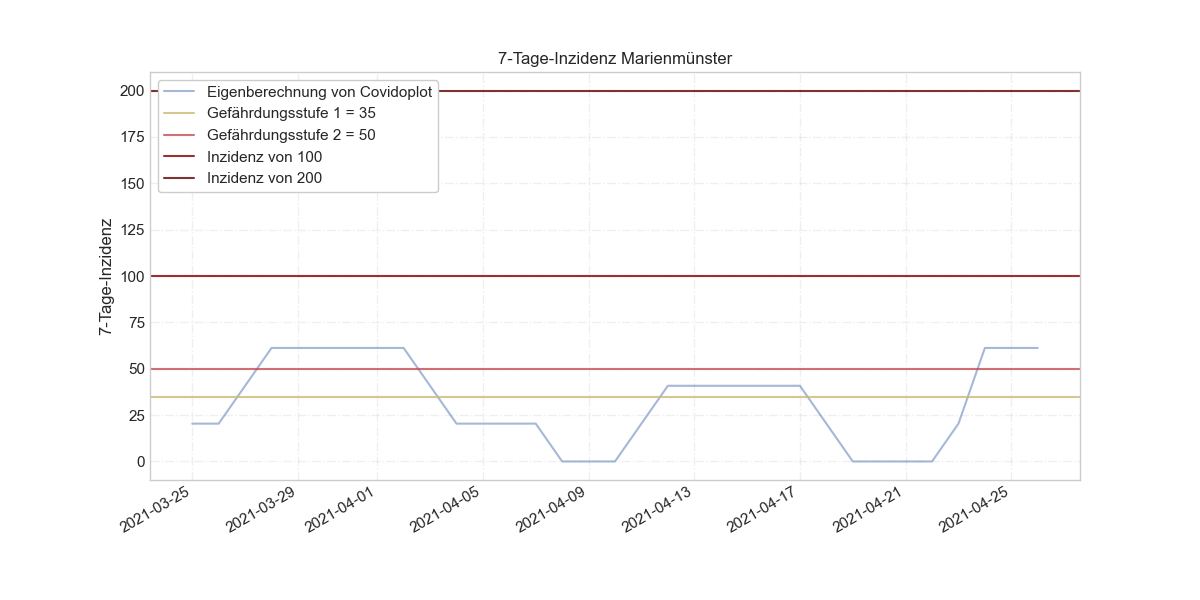 7-Tage-Inzidenz Marienmünster
Eigenberechnung von Covidoplot
Gefährdungsstufe 1 = 35
Gefährdungsstufe 2 = 50
Inzidenz von 100
Inzidenz von 200
7-Tage-Inzidenz
200
175
150
125
100
75
50
25
0
2021-03-25
2021-03-29
2021-04-01
2021-04-05
2021-04-09
2021-04-13
2021-04-17
2021-04-21
2021-04-25